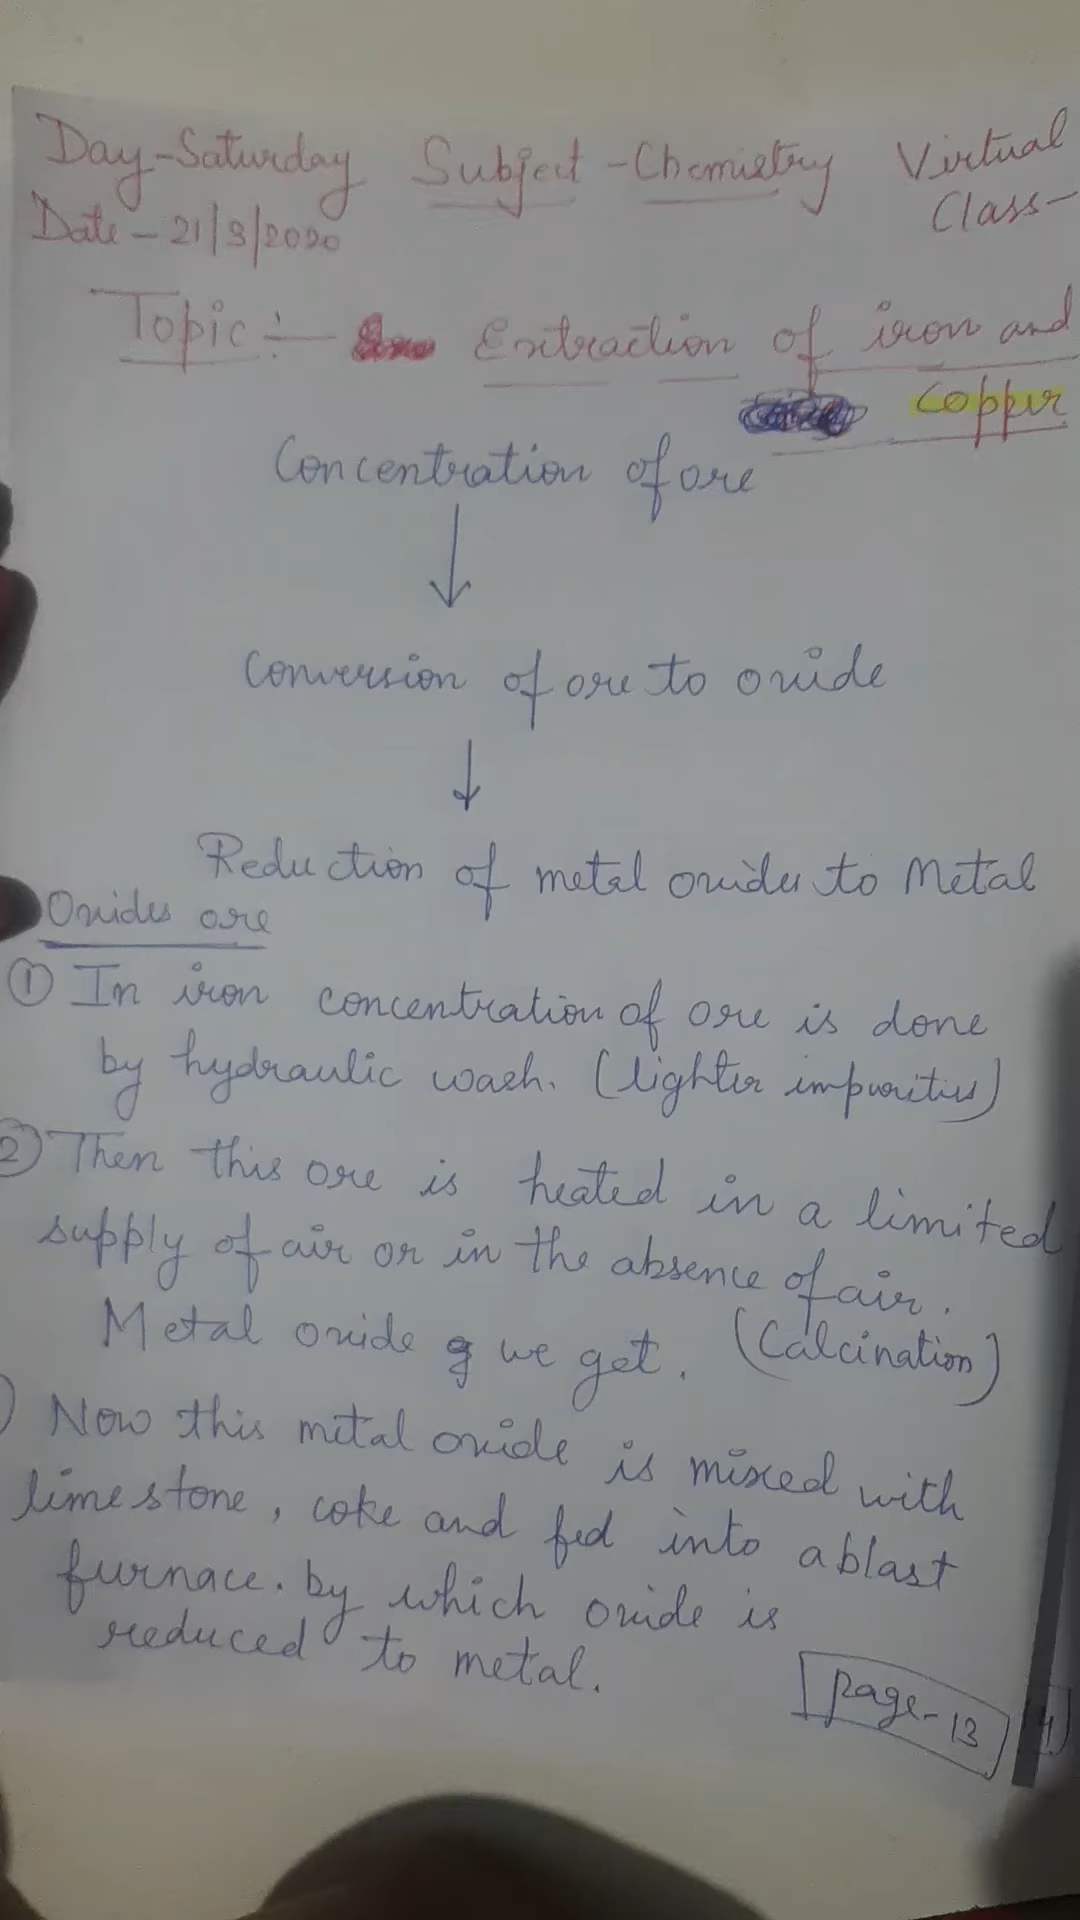 Day-Saturday Subject -Chemistry Virtual
Date - 21/3/2020 Class-
Topic :- Extraction of iron and
Copper
Concentration of ore
↓
Conversion of ore to oxide
↓
Reduction of metal oxides to Metal
Oxides ore
① In iron concentration of ore is done
by hydraulic wash. (lighter impurities)
② Then this ore is heated in a limited
supply of air or in the absence of air.
Metal oxide we get. (Calcination)
Now this metal oxide is mixed with
limestone, coke and fed into a blast
furnace. by which oxide is
reduced to metal.
Page-13